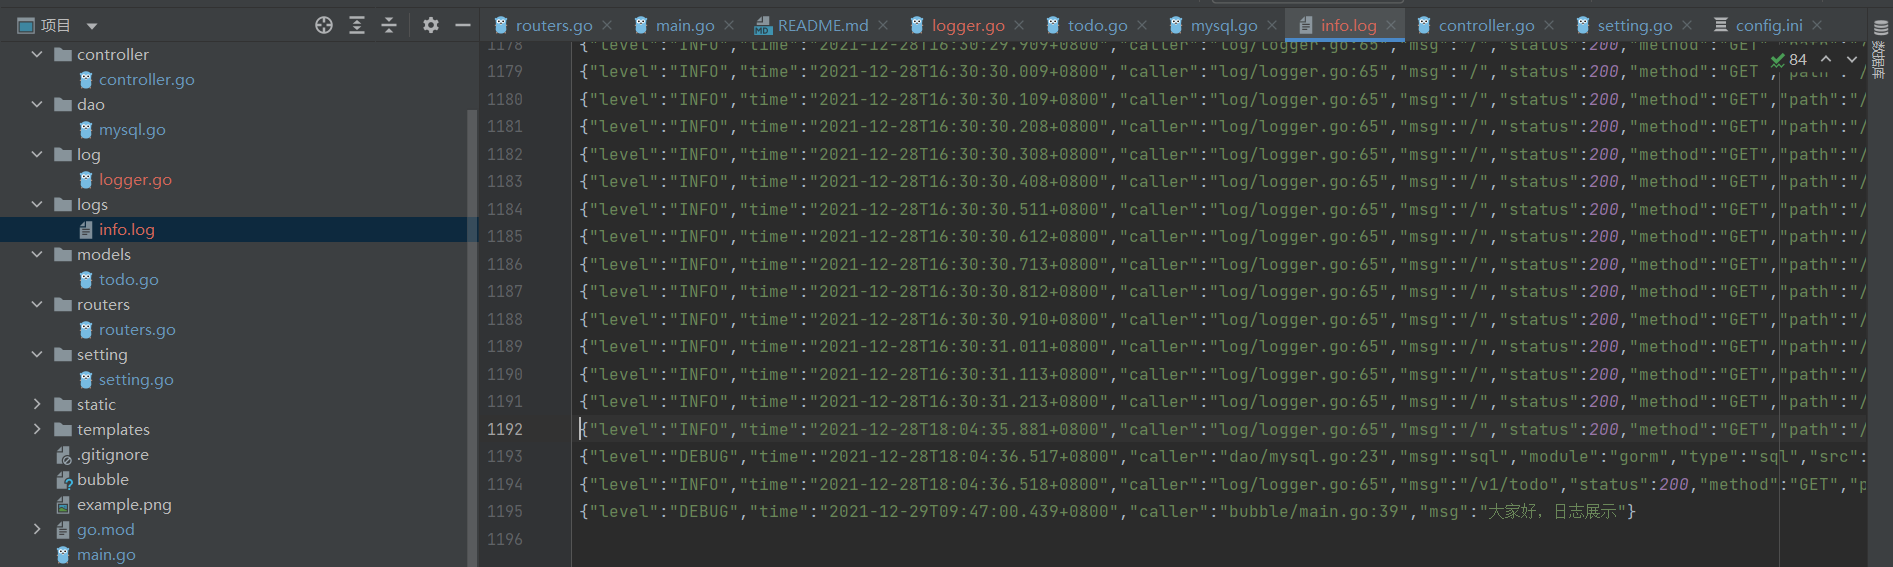 项目
routers.go main.go README.md logger.go todo.go mysql.go info.log controller.go setting.go config.ini
controller
controller.go
dao
mysql.go
log
logger.go
logs
info.log
models
todo.go
routers
routers.go
setting
setting.go
static
templates
.gitignore
bubble
example.png
go.mod
main.go
1178 {"level":"INFO","time":"2021-12-28T16:30:29.909+0800","caller":"log/logger.go:65","msg":"/","status":200,"method":"GET","path":"/
1179 {"level":"INFO","time":"2021-12-28T16:30:30.009+0800","caller":"log/logger.go:65","msg":"/","status":200,"method":"GET","path":"/
1180 {"level":"INFO","time":"2021-12-28T16:30:30.109+0800","caller":"log/logger.go:65","msg":"/","status":200,"method":"GET","path":"/
1181 {"level":"INFO","time":"2021-12-28T16:30:30.208+0800","caller":"log/logger.go:65","msg":"/","status":200,"method":"GET","path":"/
1182 {"level":"INFO","time":"2021-12-28T16:30:30.308+0800","caller":"log/logger.go:65","msg":"/","status":200,"method":"GET","path":"/
1183 {"level":"INFO","time":"2021-12-28T16:30:30.408+0800","caller":"log/logger.go:65","msg":"/","status":200,"method":"GET","path":"/
1184 {"level":"INFO","time":"2021-12-28T16:30:30.511+0800","caller":"log/logger.go:65","msg":"/","status":200,"method":"GET","path":"/
1185 {"level":"INFO","time":"2021-12-28T16:30:30.612+0800","caller":"log/logger.go:65","msg":"/","status":200,"method":"GET","path":"/
1186 {"level":"INFO","time":"2021-12-28T16:30:30.713+0800","caller":"log/logger.go:65","msg":"/","status":200,"method":"GET","path":"/
1187 {"level":"INFO","time":"2021-12-28T16:30:30.812+0800","caller":"log/logger.go:65","msg":"/","status":200,"method":"GET","path":"/
1188 {"level":"INFO","time":"2021-12-28T16:30:30.910+0800","caller":"log/logger.go:65","msg":"/","status":200,"method":"GET","path":"/
1189 {"level":"INFO","time":"2021-12-28T16:30:31.011+0800","caller":"log/logger.go:65","msg":"/","status":200,"method":"GET","path":"/
1190 {"level":"INFO","time":"2021-12-28T16:30:31.113+0800","caller":"log/logger.go:65","msg":"/","status":200,"method":"GET","path":"/
1191 {"level":"INFO","time":"2021-12-28T16:30:31.213+0800","caller":"log/logger.go:65","msg":"/","status":200,"method":"GET","path":"/
1192 {"level":"INFO","time":"2021-12-28T18:04:35.881+0800","caller":"log/logger.go:65","msg":"/","status":200,"method":"GET","path":"/
1193 {"level":"DEBUG","time":"2021-12-28T18:04:36.517+0800","caller":"dao/mysql.go:23","msg":"sql","module":"gorm","type":"sql","src":
1194 {"level":"INFO","time":"2021-12-28T18:04:36.518+0800","caller":"log/logger.go:65","msg":"/v1/todo","status":200,"method":"GET","p
1195 {"level":"DEBUG","time":"2021-12-29T09:47:00.439+0800","caller":"bubble/main.go:39","msg":"大家好，日志展示"}
1196
84
数据库